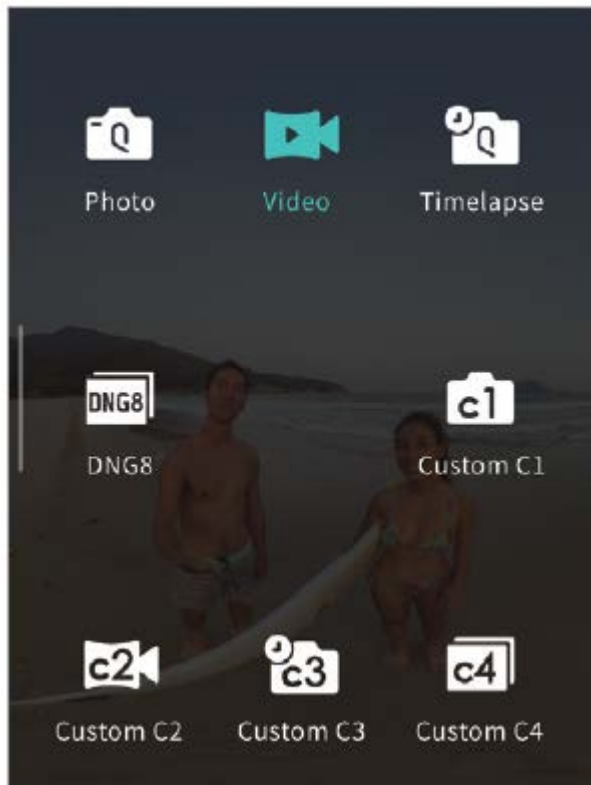 Q Q
Photo Video Timelapse
DNG8 c1
DNG8 Custom C1
c2 c3 c4
Custom C2 Custom C3 Custom C4